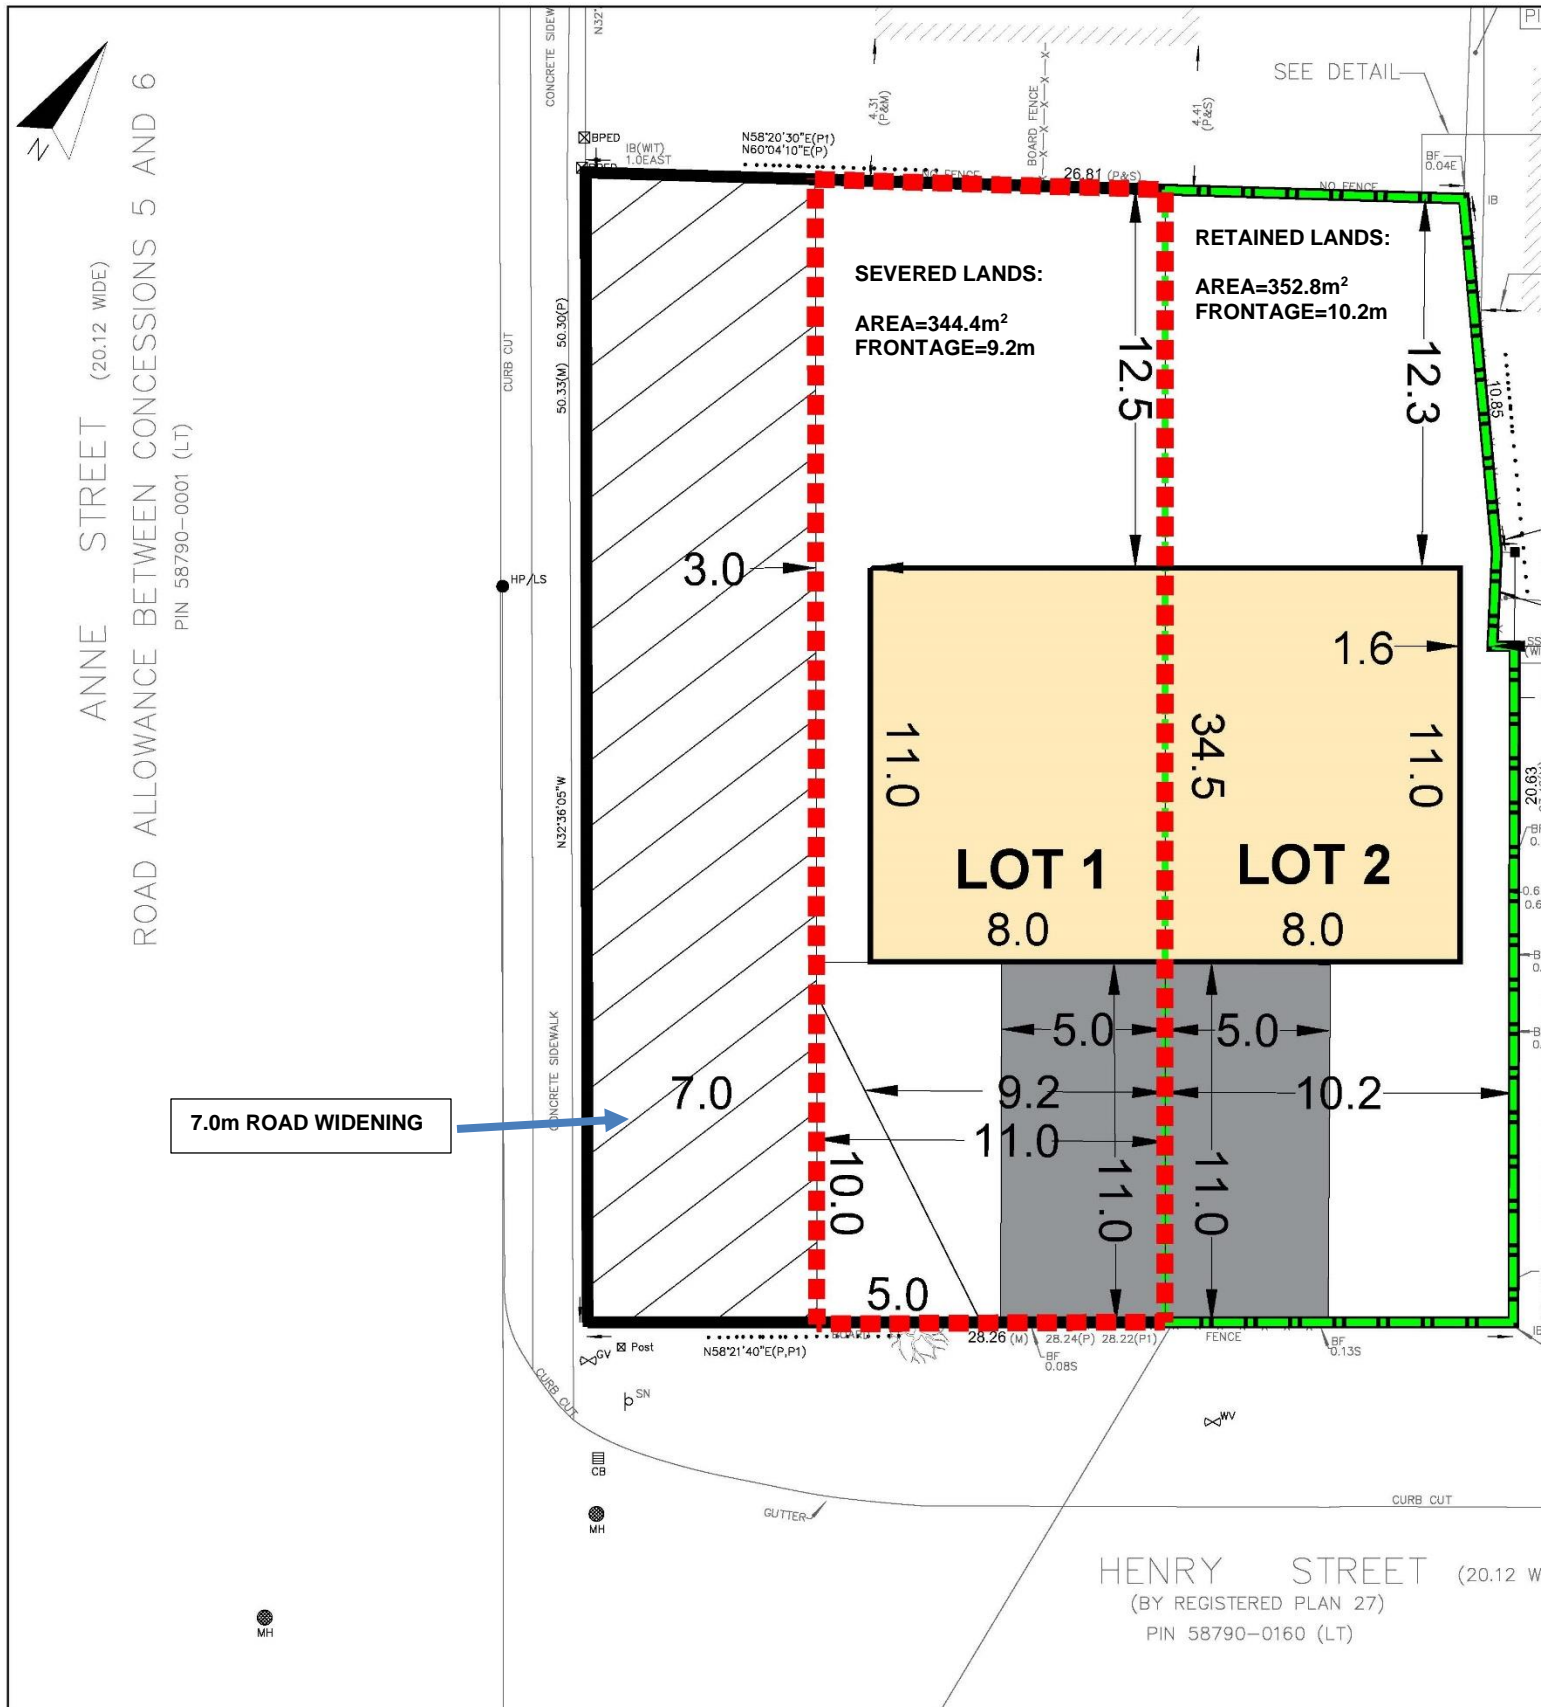 N
ANNE STREET (20.12 WIDE)
ROAD ALLOWANCE BETWEEN CONCESSIONS 5 AND 6
PIN 58790-0001 (LT)
CONCRETE SIDEW
N32°
CURB CUT
50.33(M) 50.30(P)
N32°36'05"W
CONCRETE SIDEWALK
HP/LS
BPED
BPED
IB(WIT)
1.0EAST
N58°20'30"E(P1)
N60°04'10"E(P)
4.31
(P&M)
BOARD FENCE
4.41
(P&S)
NO FENCE
26.81 (P&S)
NO FENCE
SEE DETAIL
BF
0.04E
IB
SEVERED LANDS:
AREA=344.4m²
FRONTAGE=9.2m
RETAINED LANDS:
AREA=352.8m²
FRONTAGE=10.2m
12.5
12.3
10.85
3.0
1.6
11.0
34.5
11.0
20.63
LOT 1
LOT 2
8.0
8.0
5.0
5.0
7.0
9.2
10.2
11.0
10.0
11.0
11.0
5.0
7.0m ROAD WIDENING
GV
Post
N58°21'40"E(P,P1)
BOARD
28.26 (M) 28.24(P) 28.22(P1)
FENCE
BF
0.08S
BF
0.13S
SN
CURB CUT
WV
CB
MH
GUTTER
CURB CUT
MH
HENRY STREET (20.12 W
(BY REGISTERED PLAN 27)
PIN 58790-0160 (LT)